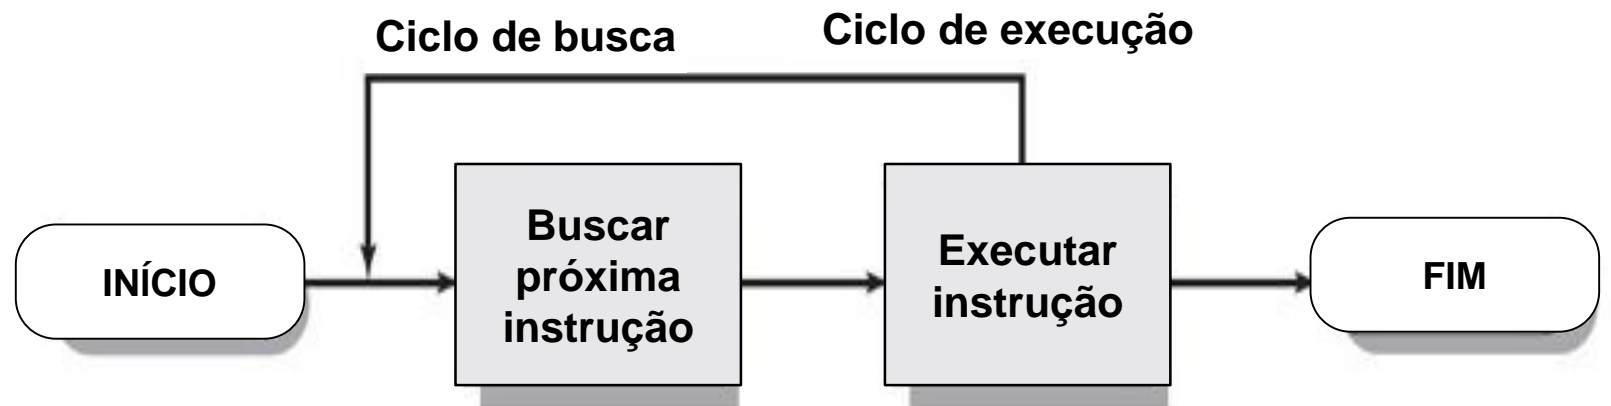 Ciclo de busca
Ciclo de execução
INÍCIO
Buscar
próxima
instrução
Executar
instrução
FIM